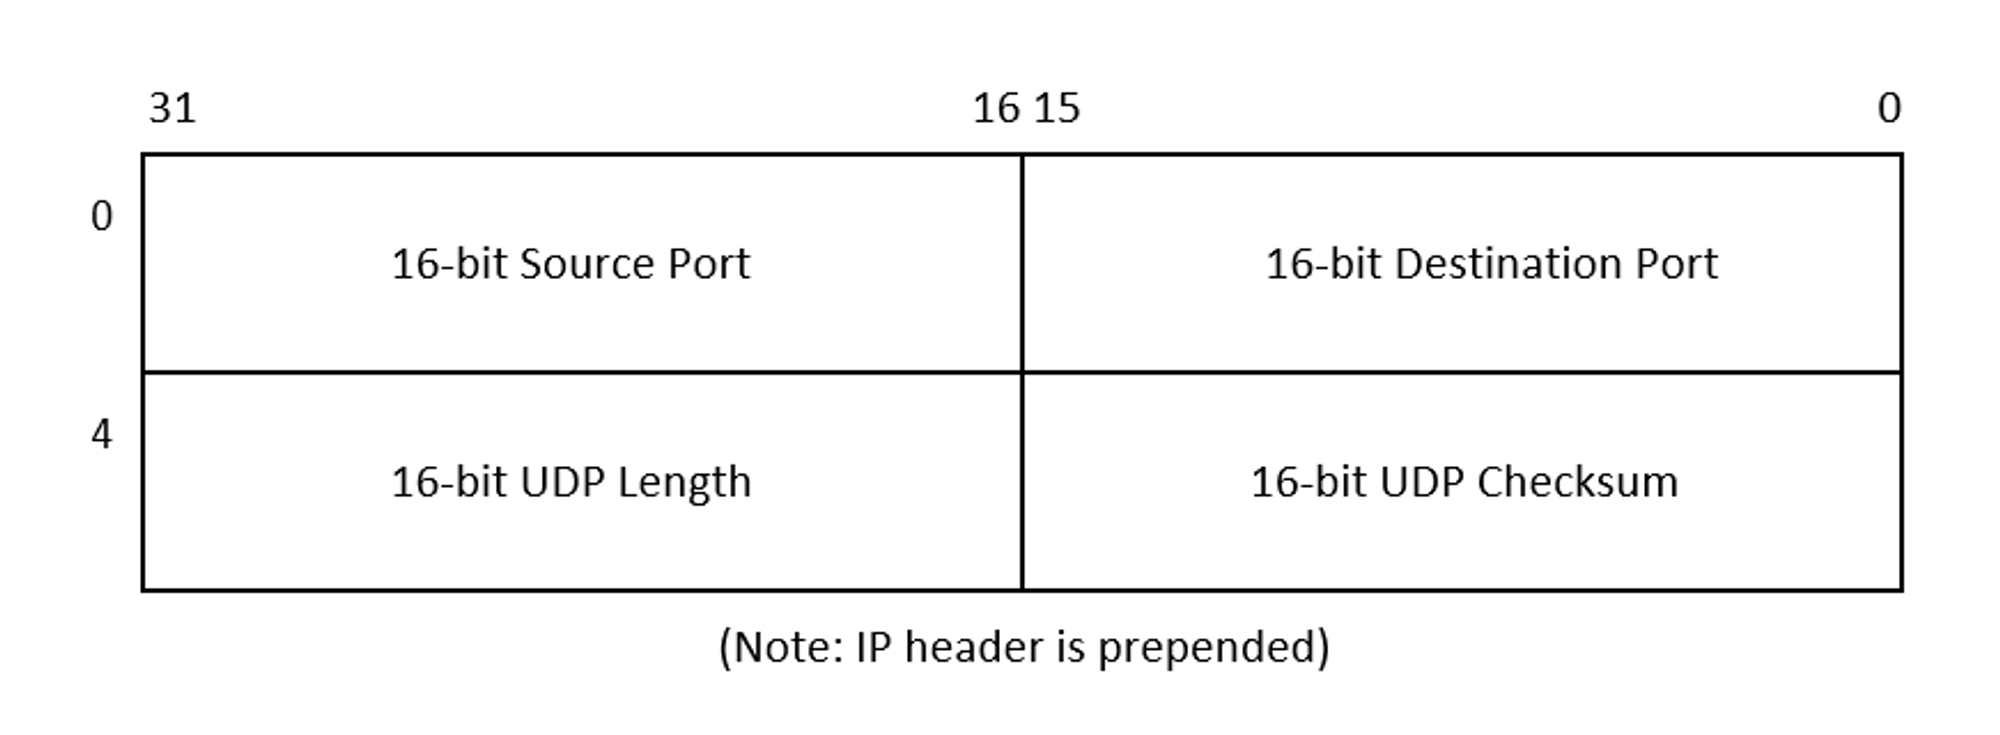 31 16 15 0
0 16-bit Source Port 16-bit Destination Port
4 16-bit UDP Length 16-bit UDP Checksum
(Note: IP header is prepended)